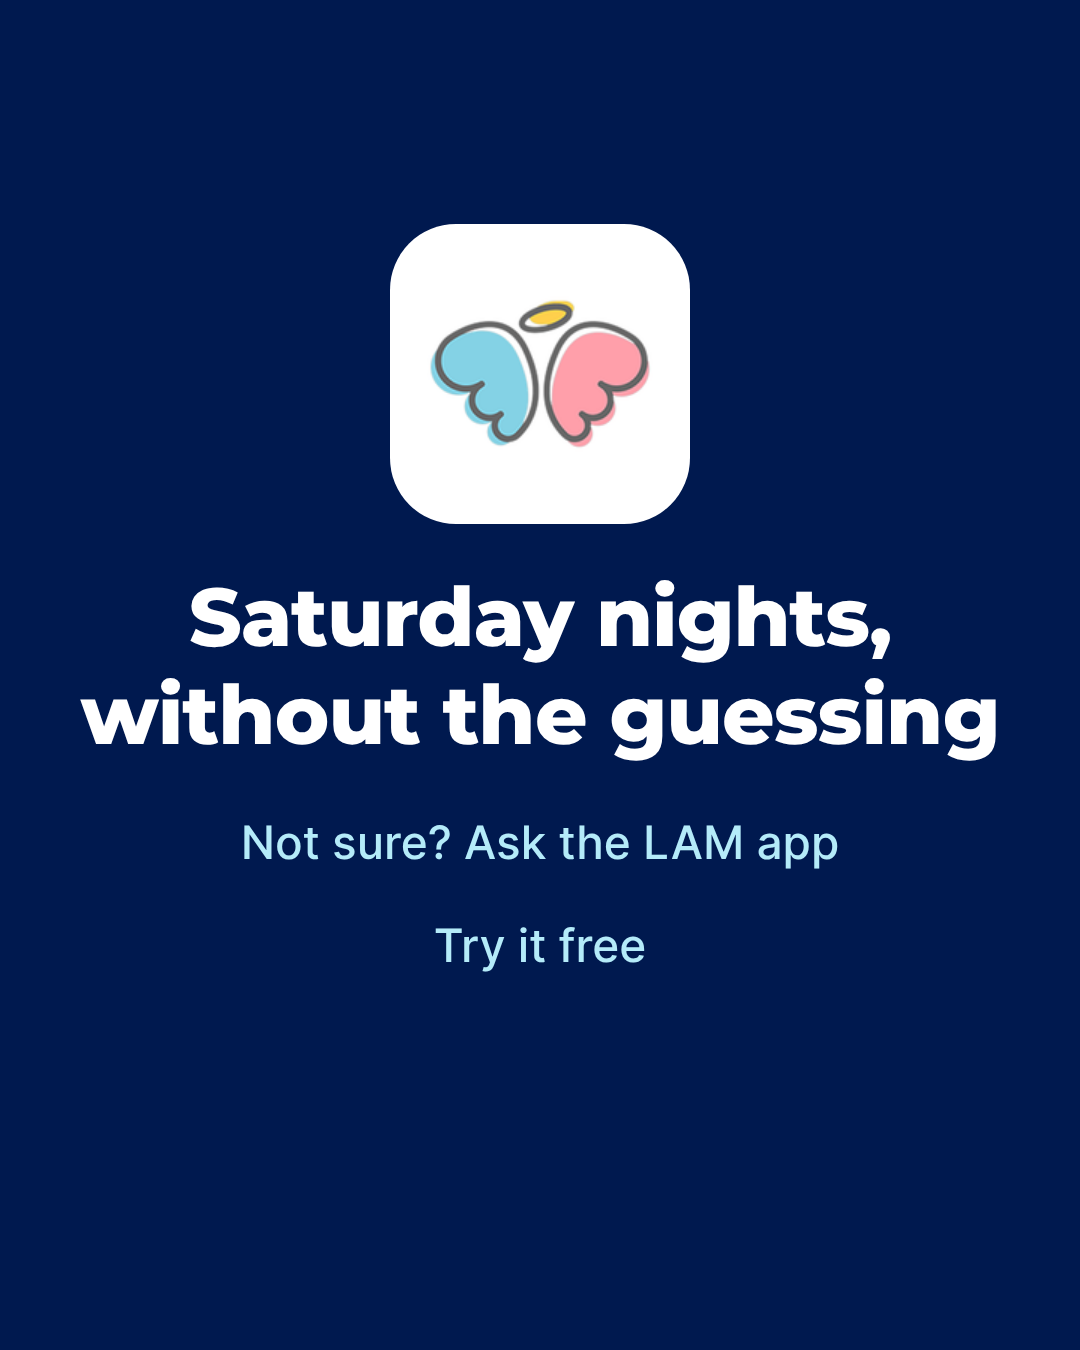 Saturday nights,
without the guessing
Not sure? Ask the LAM app
Try it free